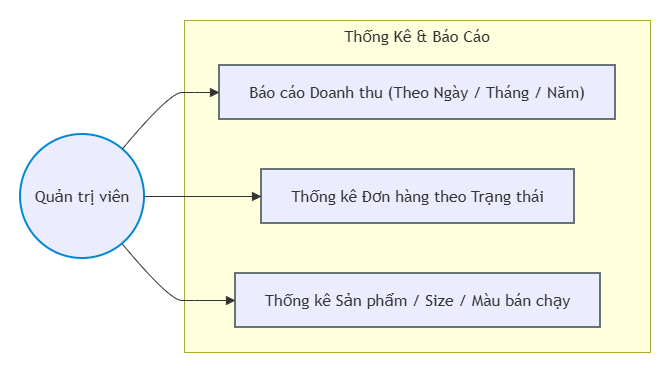 Thống Kê & Báo Cáo
Báo cáo Doanh thu (Theo Ngày / Tháng / Năm)
Quản trị viên
Thống kê Đơn hàng theo Trạng thái
Thống kê Sản phẩm / Size / Màu bán chạy